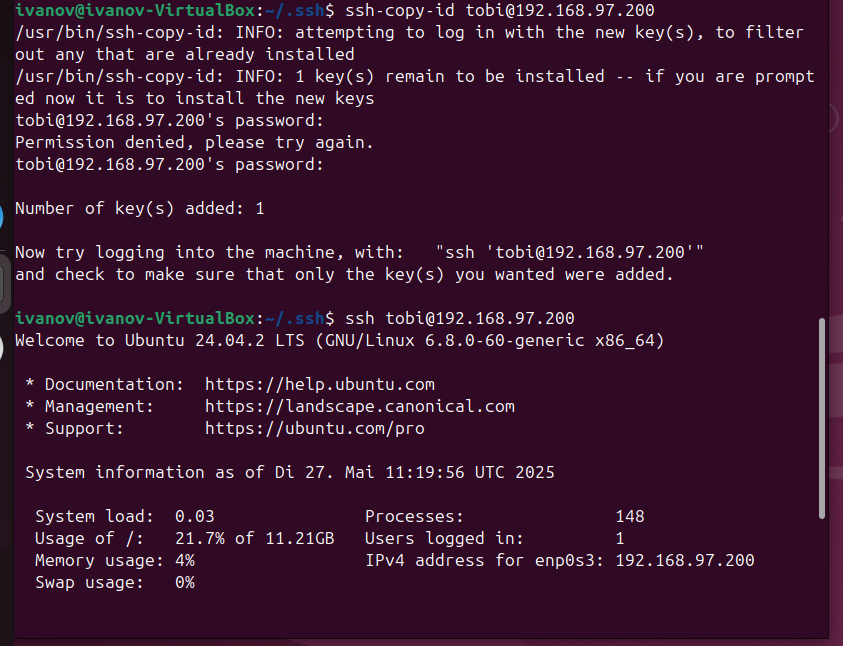 ivanov@ivanov-VirtualBox:~/.ssh$ ssh-copy-id tobi@192.168.97.200
/usr/bin/ssh-copy-id: INFO: attempting to log in with the new key(s), to filter
out any that are already installed
/usr/bin/ssh-copy-id: INFO: 1 key(s) remain to be installed -- if you are prompt
ed now it is to install the new keys
tobi@192.168.97.200's password:
Permission denied, please try again.
tobi@192.168.97.200's password:
Number of key(s) added: 1
Now try logging into the machine, with:   "ssh 'tobi@192.168.97.200'"
and check to make sure that only the key(s) you wanted were added.
ivanov@ivanov-VirtualBox:~/.ssh$ ssh tobi@192.168.97.200
Welcome to Ubuntu 24.04.2 LTS (GNU/Linux 6.8.0-60-generic x86_64)
* Documentation:  https://help.ubuntu.com
* Management:     https://landscape.canonical.com
* Support:        https://ubuntu.com/pro
System information as of Di 27. Mai 11:19:56 UTC 2025
System load:  0.03               Processes:               148
Usage of /:   21.7% of 11.21GB   Users logged in:         1
Memory usage: 4%                 IPv4 address for enp0s3: 192.168.97.200
Swap usage:   0%